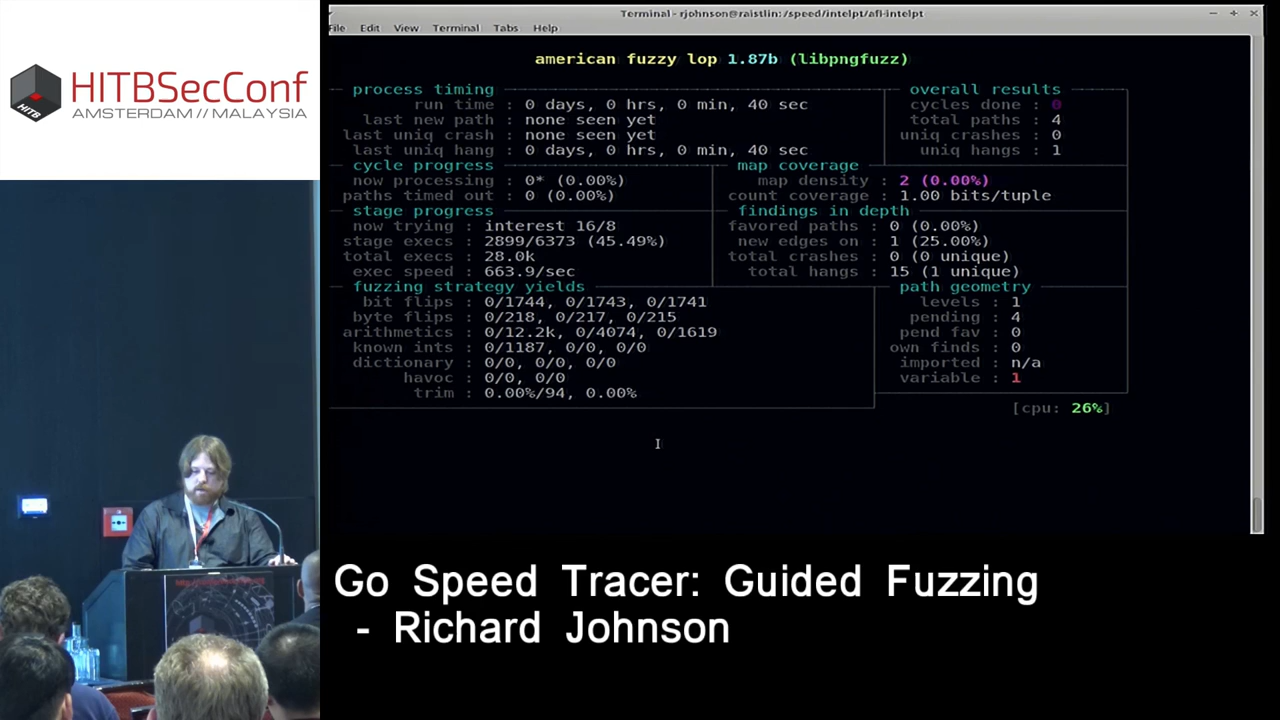 HITBSecConf
AMSTERDAM // MALAYSIA
HITB
Terminal - rjohnson@raistlin:/speed/intelpt/afl-intelpt
File Edit View Terminal Tabs Help
american fuzzy lop 1.87b (libpngfuzz)
process timing overall results
run time : 0 days, 0 hrs, 0 min, 40 sec cycles done : 0
last new path : none seen yet total paths : 4
last uniq crash : none seen yet uniq crashes : 0
last uniq hang : 0 days, 0 hrs, 0 min, 40 sec uniq hangs : 1
cycle progress map coverage
now processing : 0* (0.00%) map density : 2 (0.00%)
paths timed out : 0 (0.00%) count coverage : 1.00 bits/tuple
stage progress findings in depth
now trying : interest 16/8 favored paths : 0 (0.00%)
stage execs : 2899/6373 (45.49%) new edges on : 1 (25.00%)
total execs : 28.0k total crashes : 0 (0 unique)
exec speed : 663.9/sec total hangs : 15 (1 unique)
fuzzing strategy yields path geometry
bit flips : 0/1744, 0/1743, 0/1741 levels : 1
byte flips : 0/218, 0/217, 0/215 pending : 4
arithmetics : 0/12.2k, 0/4074, 0/1619 pend fav : 0
known ints : 0/1187, 0/0, 0/0 own finds : 0
dictionary : 0/0, 0/0, 0/0 imported : n/a
havoc : 0/0, 0/0 variable : 1
trim : 0.00%/94, 0.00%
[cpu: 26%]
Go Speed Tracer: Guided Fuzzing
- Richard Johnson